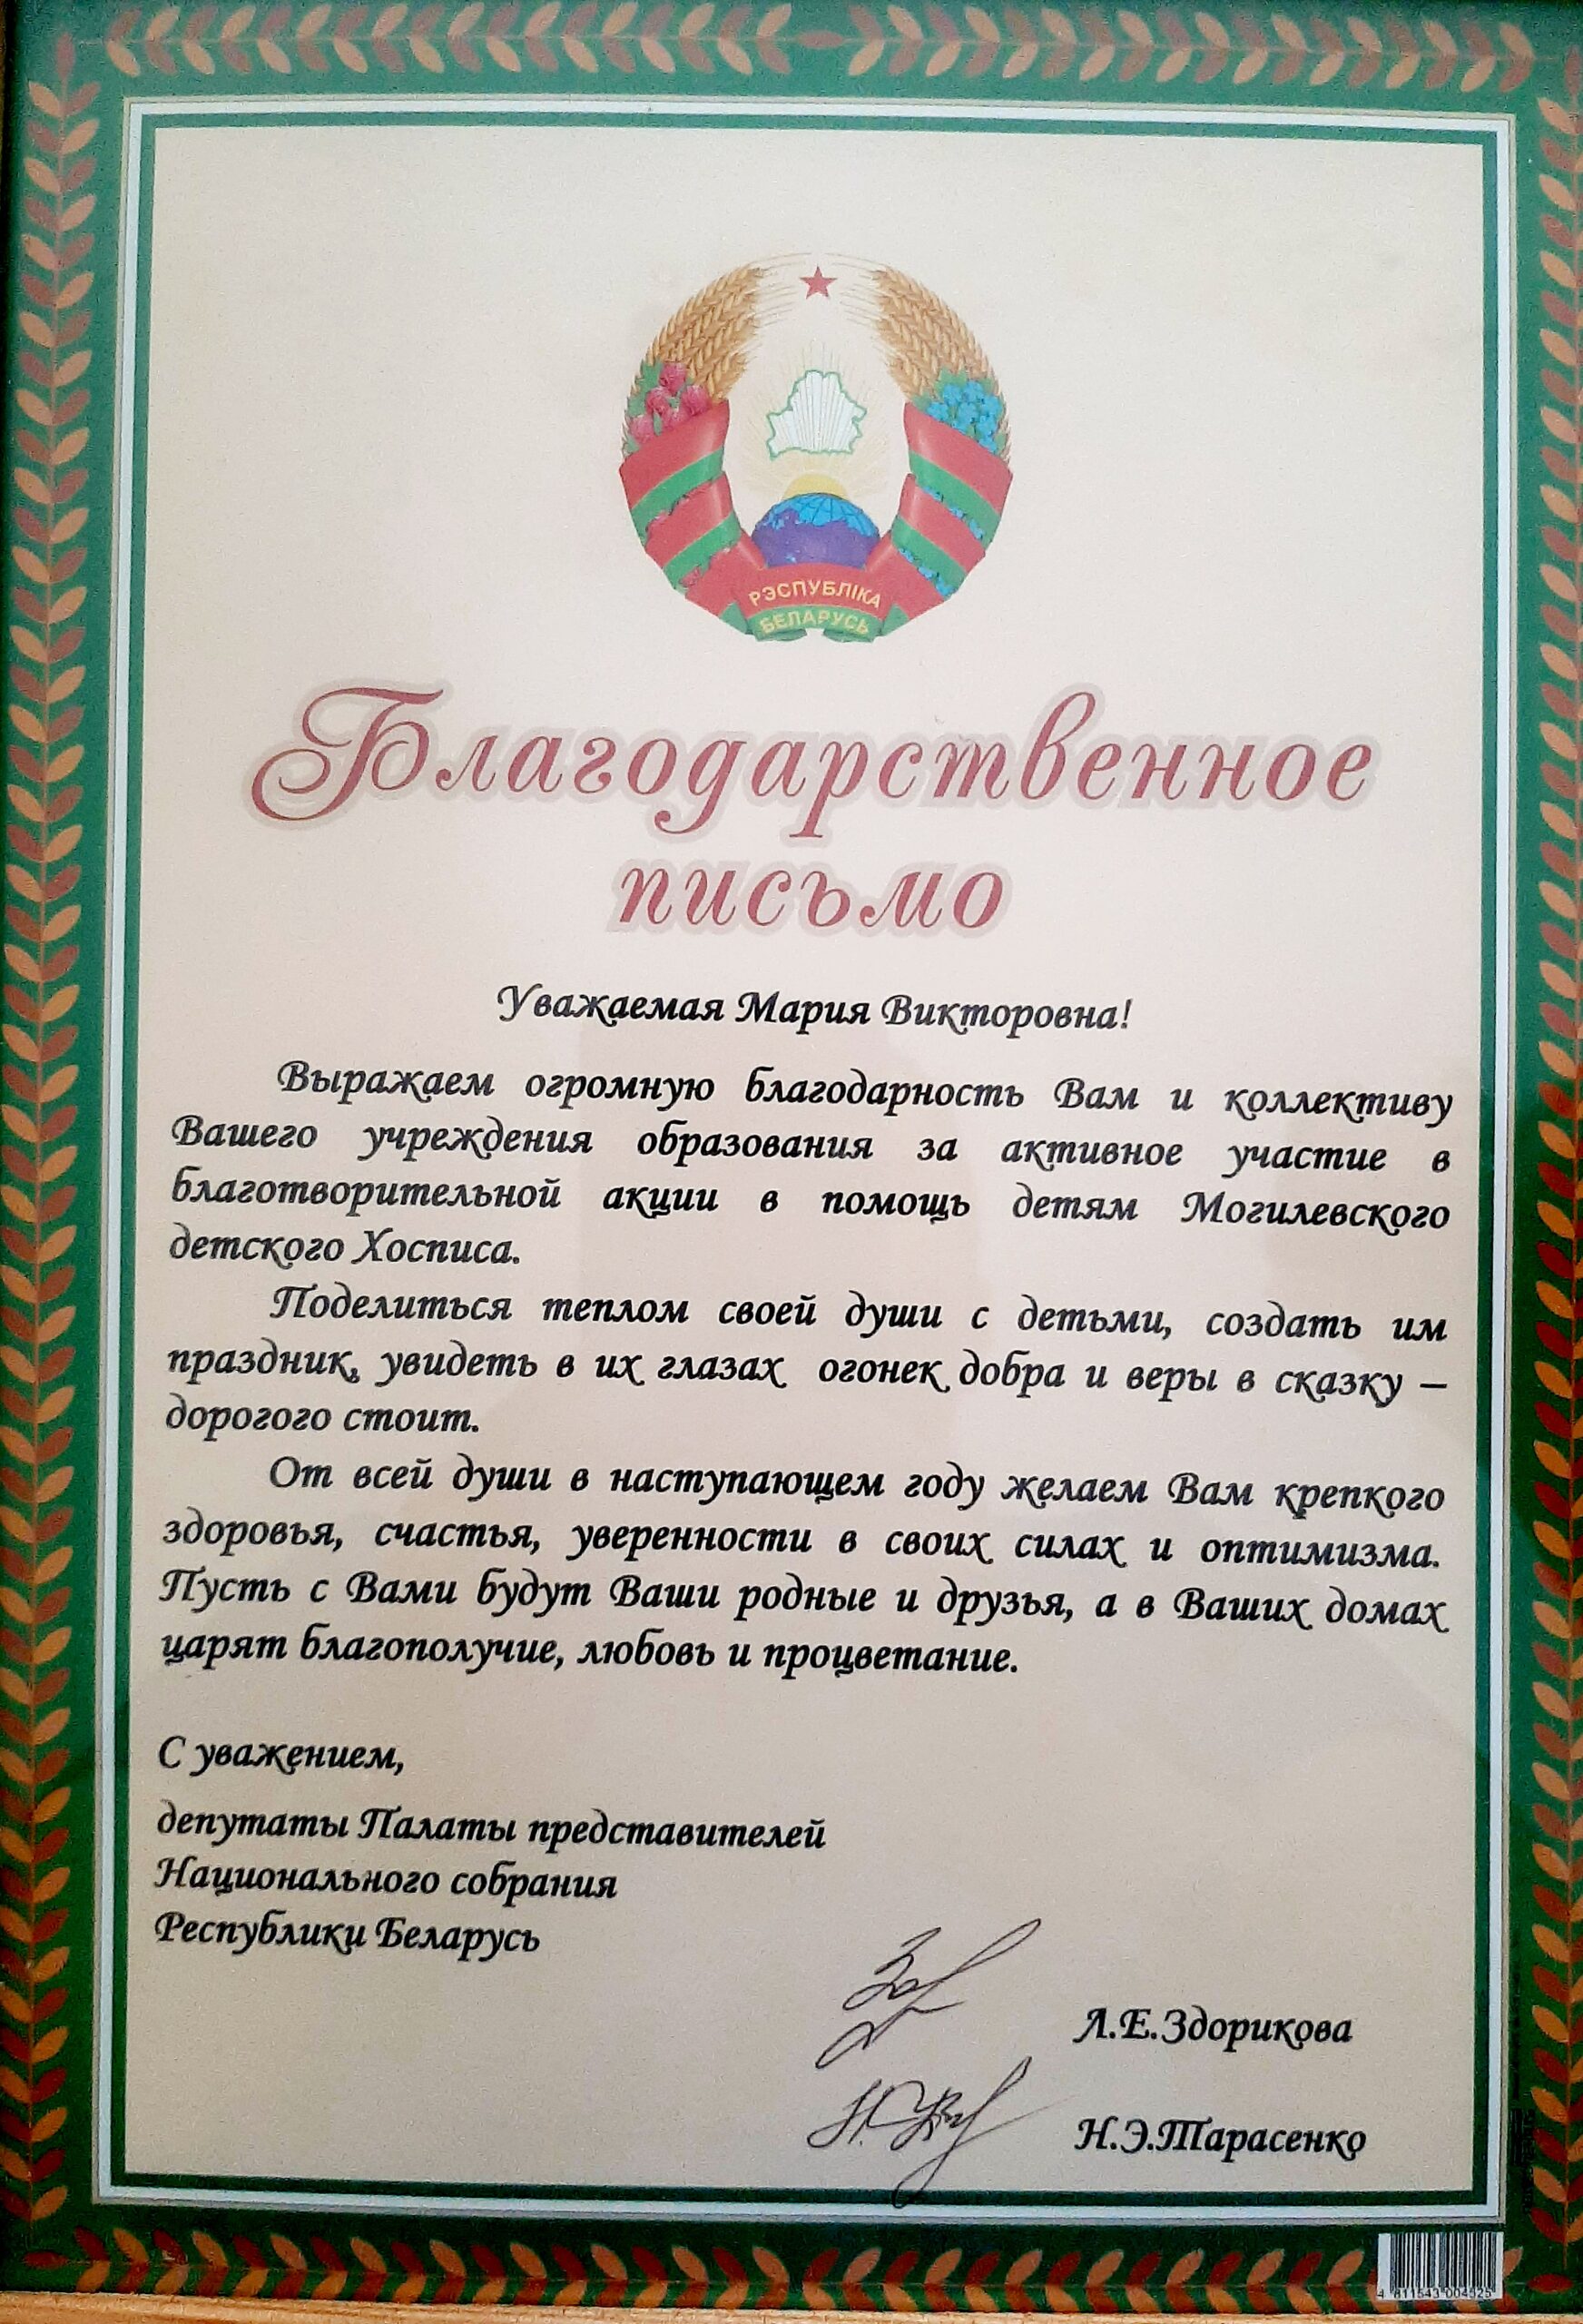 РЭСПУБЛІКА
БЕЛАРУСЬ
Благодарственное
письмо
Уважаемая Мария Викторовна!
Выражаем огромную благодарность Вам и коллективу
Вашего учреждения образования за активное участие в
благотворительной акции в помощь детям Могилевского
детского Хосписа.
Поделиться теплом своей души с детьми, создать им
праздник, увидеть в их глазах огонек добра и веры в сказку –
дорогого стоит.
От всей души в наступающем году желаем Вам крепкого
здоровья, счастья, уверенности в своих силах и оптимизма.
Пусть с Вами будут Ваши родные и друзья, а в Ваших домах
царят благополучие, любовь и процветание.
С уважением,
депутаты Палаты представителей
Национального собрания
Республики Беларусь
Л.Е.Здорикова
Н.Э.Тарасенко
4 811543 004525